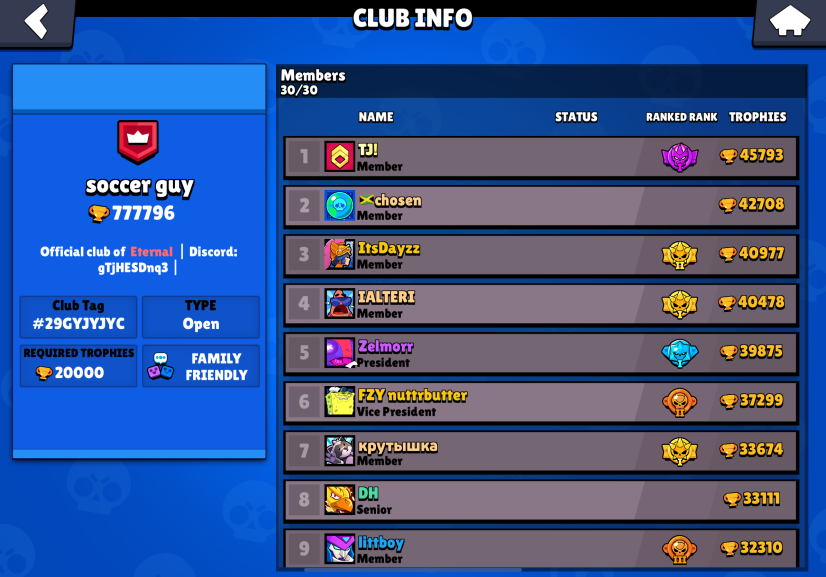 CLUB INFO
soccer guy
777796
Official club of Eternal | Discord:
gTjHESDnq3 |
Club Tag
#29GYJYJYC
TYPE
Open
REQUIRED TROPHIES
20000
FAMILY
FRIENDLY
Members
30/30
NAME STATUS RANKED RANK TROPHIES
1 TJ! 45793
Member
2 chosen 42708
Member
3 ItsDayzz II 40977
Member
4 IALTERI 40478
Member
5 Zelmorr 39875
President
6 FZY nuttrbutter II 37299
Vice President
7 крутышка 33674
Member
8 DH 33111
Senior
9 littboy III 32310
Member